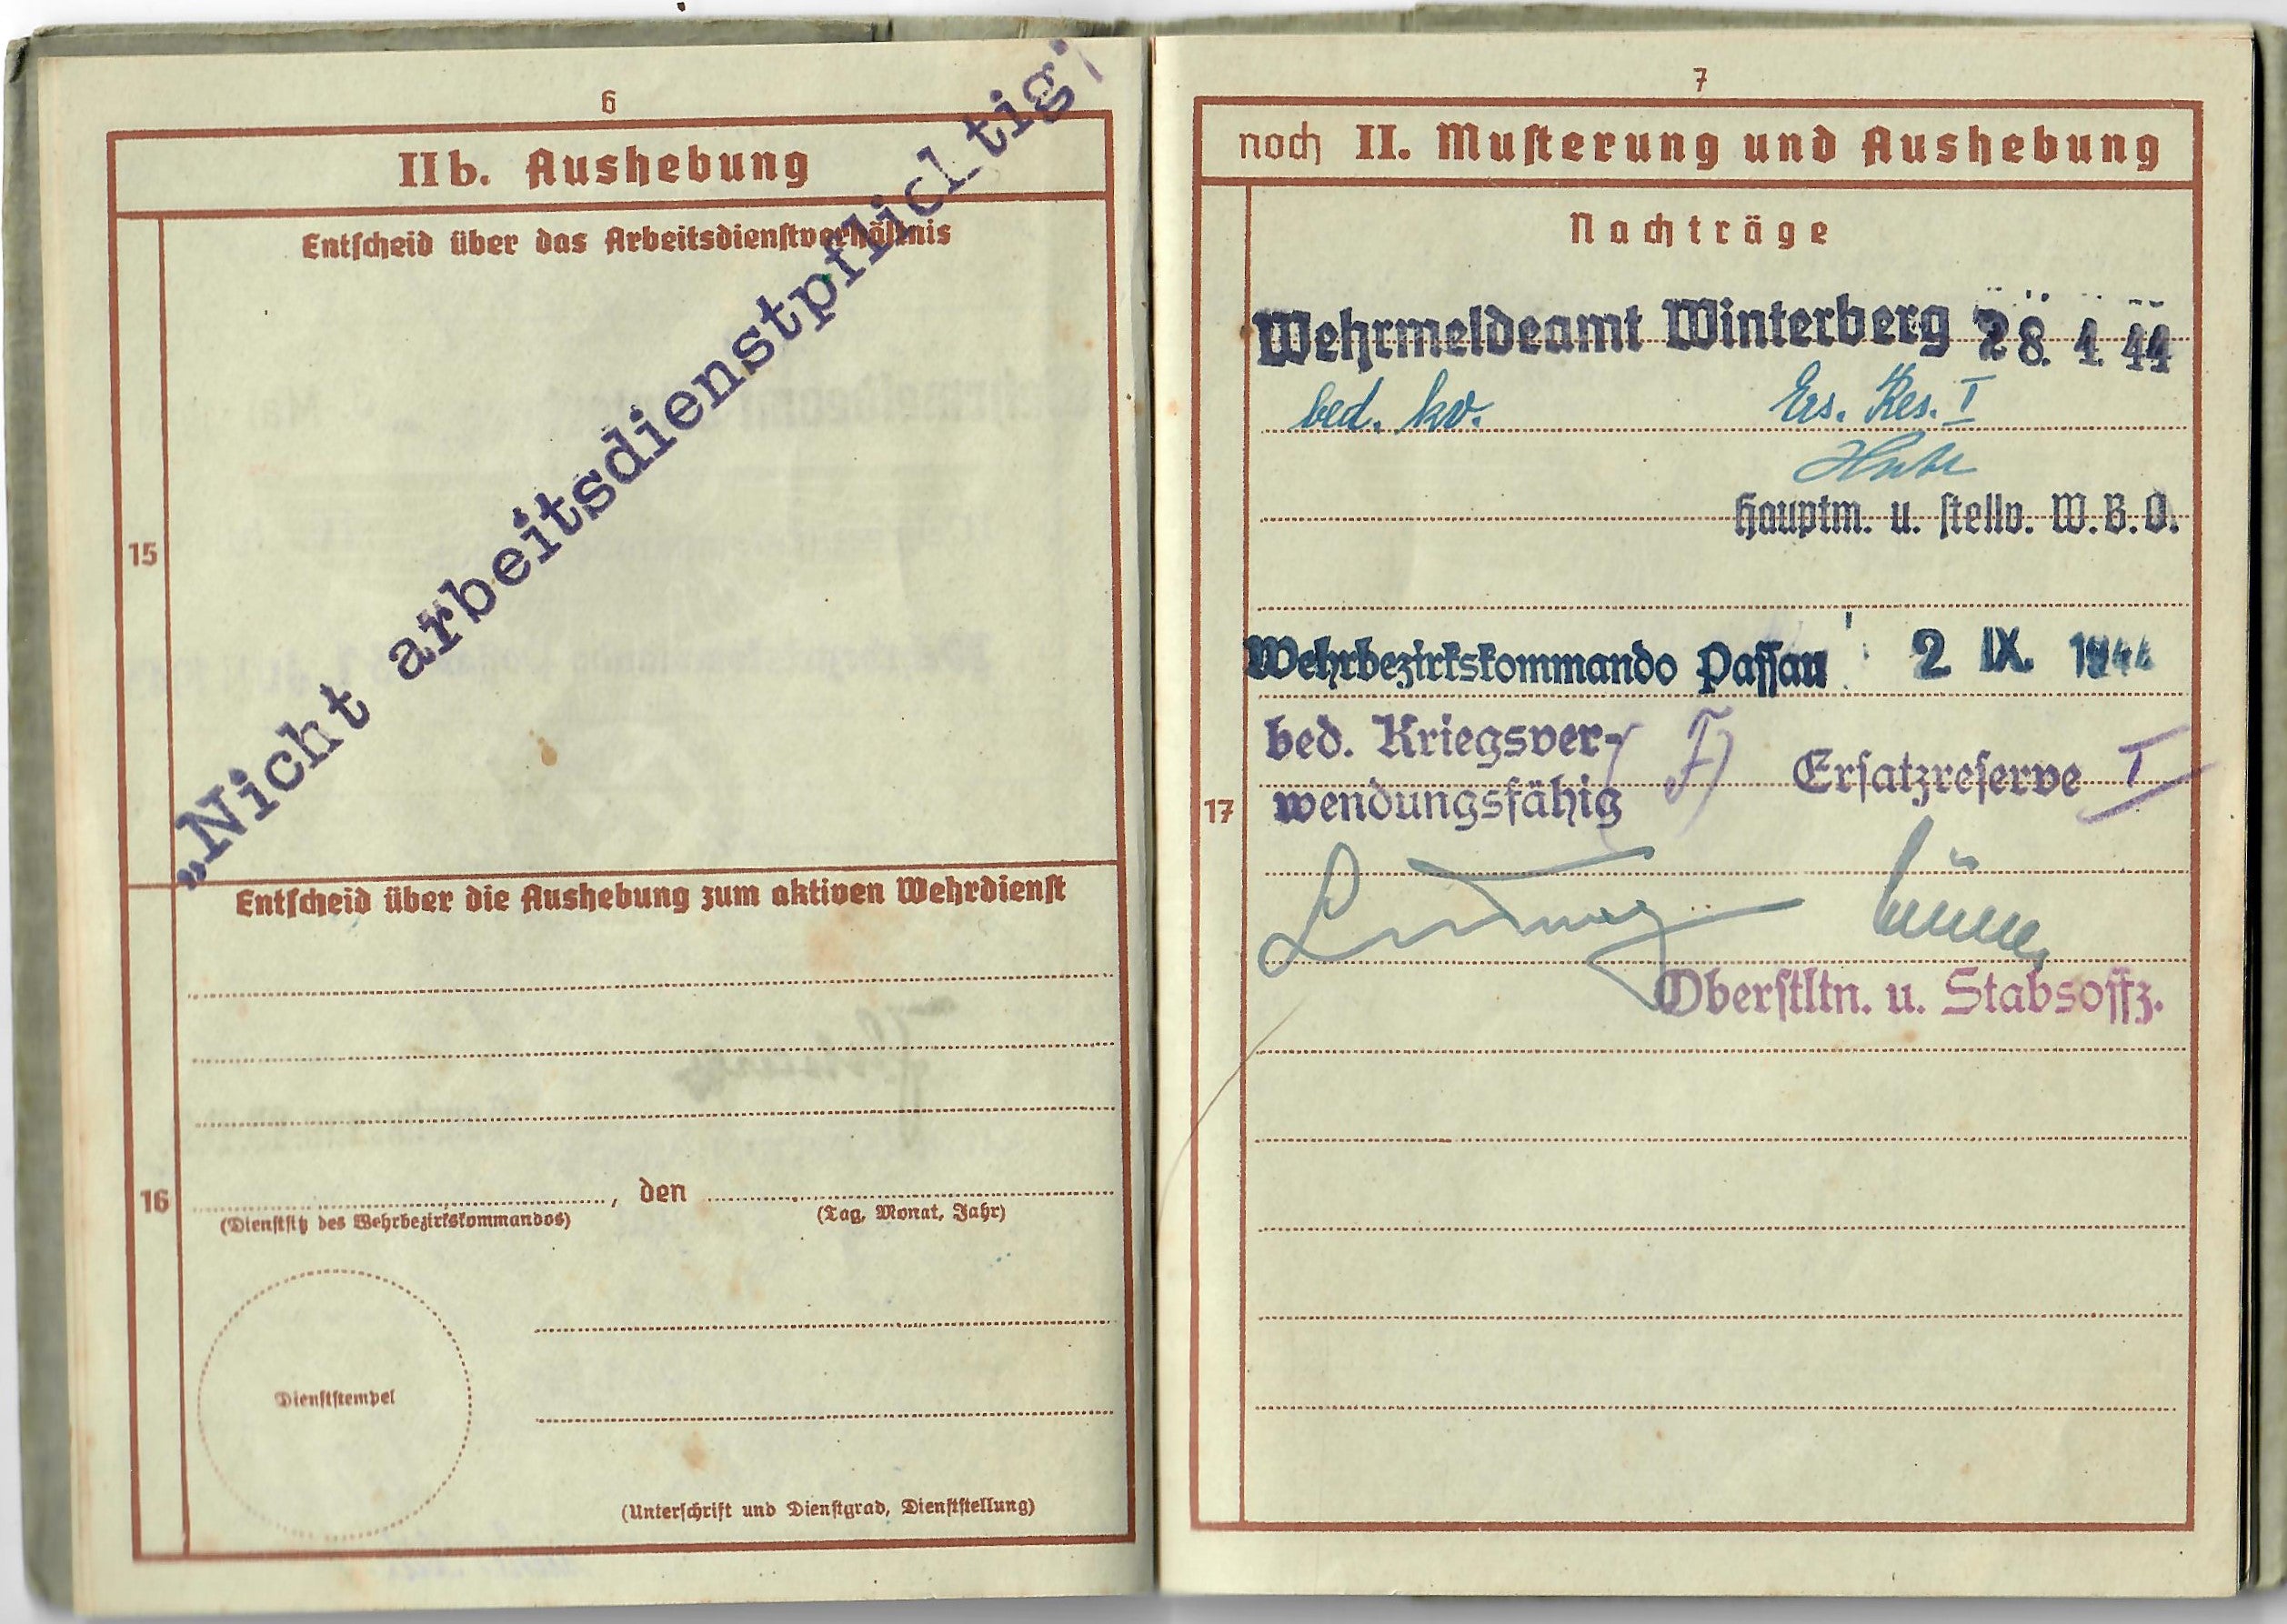 6
IIb. Aushebung
Entscheid über das Arbeitsdienstverhältnis
„Nicht arbeitsdienstpflichtig"
15
Entscheid über die Aushebung zum aktiven Wehrdienst
16
, den
(Dienstsitz des Wehrbezirkskommandos) (Tag, Monat, Jahr)
Dienststempel
(Unterschrift und Dienstgrad, Dienststellung)
7
noch II. Musterung und Aushebung
Nachträge
Wehrmeldeamt Winterberg 28. 4. 44
bed. kv. Ers. Res. I
Hauptm. u. stellv. W.B.O.
Wehrbezirkskommando Passau 2 IX. 1944
bed. Kriegsver- Ersatzreserve I
wendungsfähig
17
Oberstltn. u. Stabsoffz.